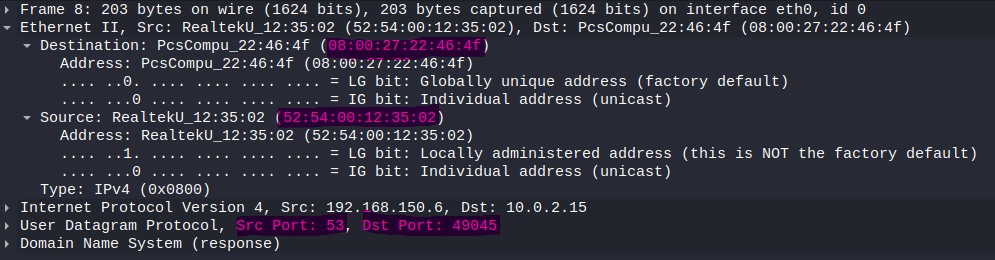 Frame 8: 203 bytes on wire (1624 bits), 203 bytes captured (1624 bits) on interface eth0, id 0
Ethernet II, Src: RealtekU_12:35:02 (52:54:00:12:35:02), Dst: PcsCompu_22:46:4f (08:00:27:22:46:4f)
Destination: PcsCompu_22:46:4f (08:00:27:22:46:4f)
Address: PcsCompu_22:46:4f (08:00:27:22:46:4f)
.... ..0. .... .... .... .... = LG bit: Globally unique address (factory default)
.... ...0 .... .... .... .... = IG bit: Individual address (unicast)
Source: RealtekU_12:35:02 (52:54:00:12:35:02)
Address: RealtekU_12:35:02 (52:54:00:12:35:02)
.... ..1. .... .... .... .... = LG bit: Locally administered address (this is NOT the factory default)
.... ...0 .... .... .... .... = IG bit: Individual address (unicast)
Type: IPv4 (0x0800)
Internet Protocol Version 4, Src: 192.168.150.6, Dst: 10.0.2.15
User Datagram Protocol, Src Port: 53, Dst Port: 49045
Domain Name System (response)